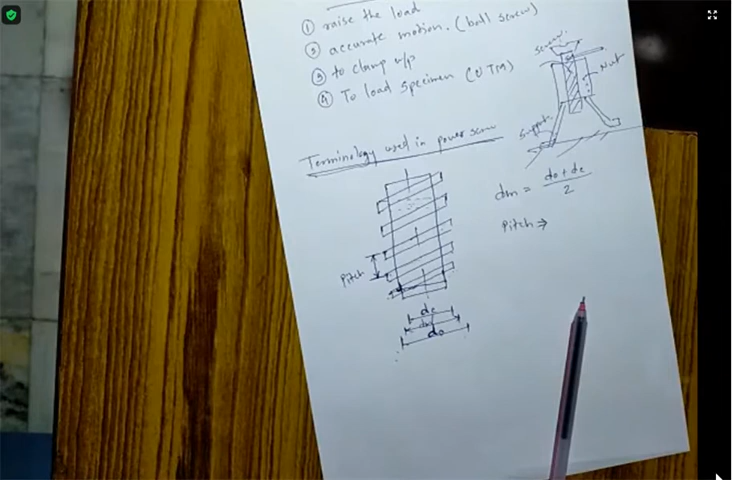 ① raise the load
② accurate motion. (ball screw)
③ to clamp w/p
④ To load specimen (UTM)
screw
Nut
Support
Terminology used in power screw
dm = do + dc / 2
Pitch ⇒
Pitch
dc
dm
do